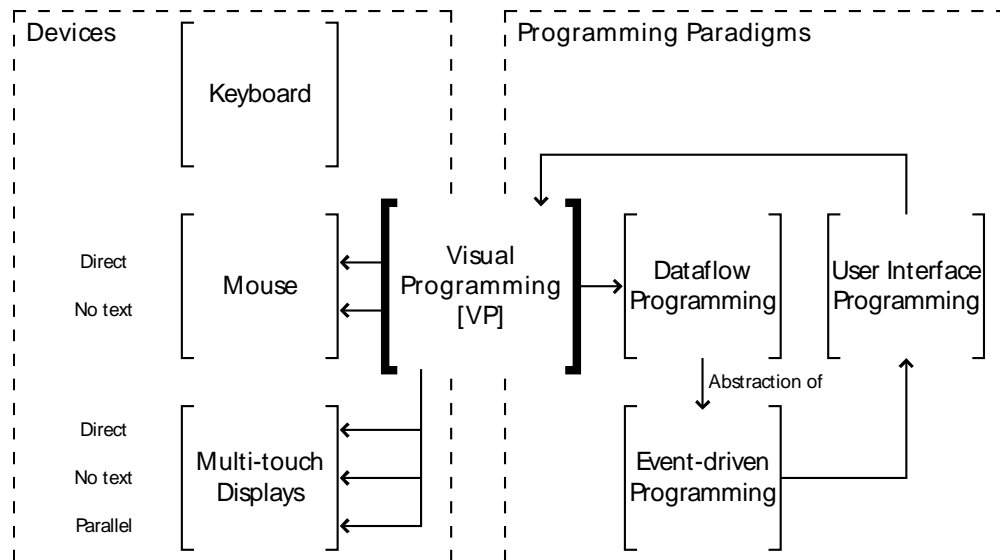 Devices
Keyboard
Direct
No text
Mouse
Direct
No text
Parallel
Multi-touch
Displays
Visual
Programming
[VP]
Programming Paradigms
Dataflow
Programming
User Interface
Programming
Abstraction of
Event-driven
Programming